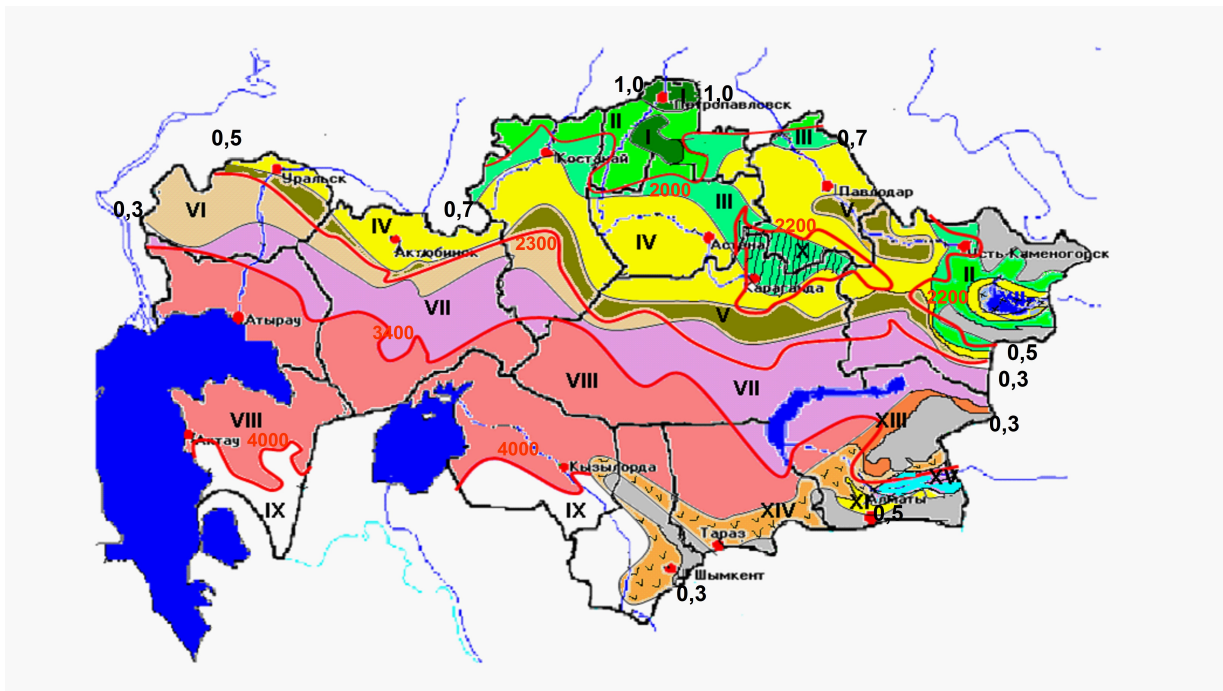 1,0
I
1,0
Петропавловск
II
0,5
I
III
0,7
Костанай
Уральск
2000
Павлодар
0,3
VI
0,7
III
V
IV
2300
IV
2200
Актюбинск
Астана
X
Усть-Каменогорск
II
Караганда
2200
XII
VII
V
Атырау
3400
0,5
VIII
VII
0,3
VIII
XIII
0,3
Актау
4000
4000
Кызылорда
XV
XI
Алматы
IX
IX
XIV
0,5
Тараз
Шымкент
0,3